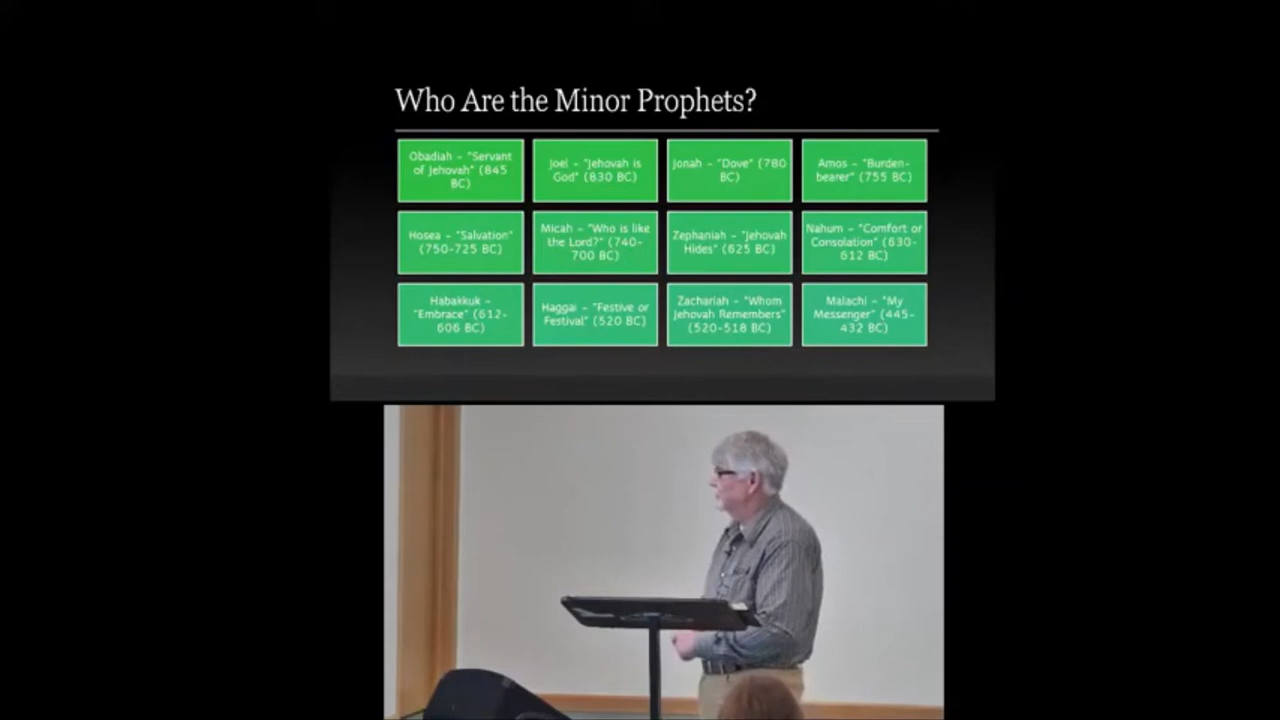 Who Are the Minor Prophets?
Obadiah – "Servant
of Jehovah" (845
BC)
Joel – "Jehovah is
God" (830 BC)
Jonah – "Dove" (780
BC)
Amos – "Burden-
bearer" (755 BC)
Hosea – "Salvation"
(750-725 BC)
Micah – "Who is like
the Lord?" (740-
700 BC)
Zephaniah – "Jehovah
Hides" (625 BC)
Nahum – "Comfort or
Consolation" (630-
612 BC)
Habakkuk –
"Embrace" (612-
606 BC)
Haggai – "Festive or
Festival" (520 BC)
Zachariah – "Whom
Jehovah Remembers"
(520-518 BC)
Malachi – "My
Messenger" (445-
432 BC)